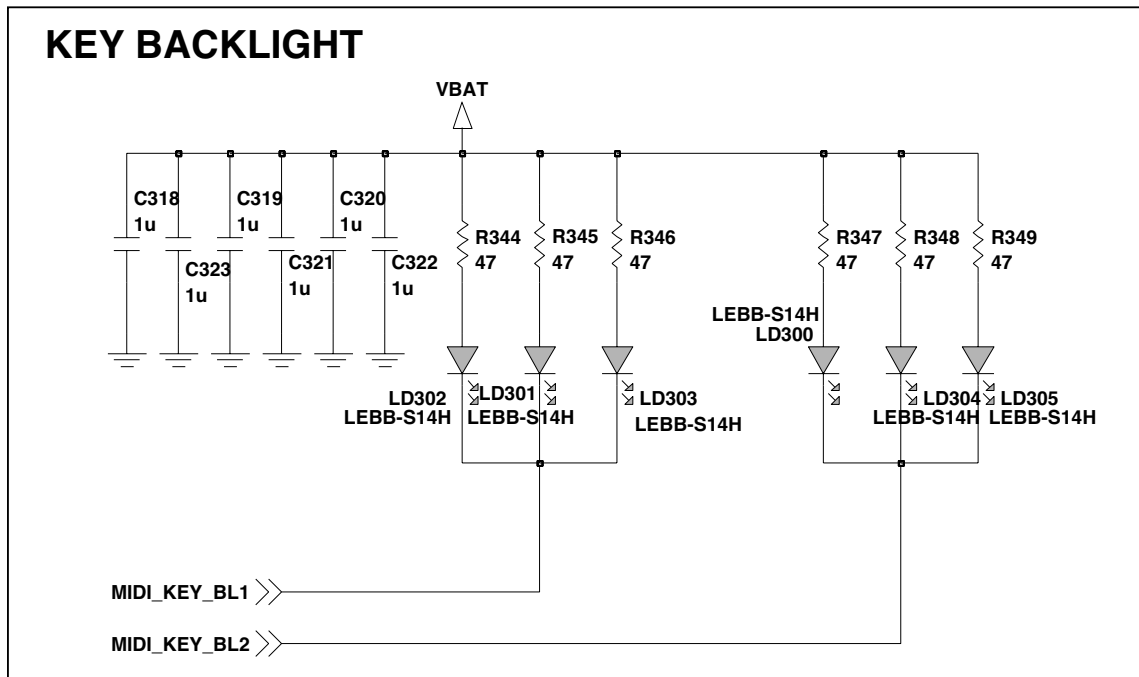 KEY BACKLIGHT
VBAT
C318
1u
C319
1u
C320
1u
C323
1u
C321
1u
C322
1u
R344
47
R345
47
R346
47
R347
47
R348
47
R349
47
LEBB-S14H
LD300
LD302
LEBB-S14H
LD301
LEBB-S14H
LD303
LEBB-S14H
LD304
LEBB-S14H
LD305
LEBB-S14H
MIDI_KEY_BL1
MIDI_KEY_BL2